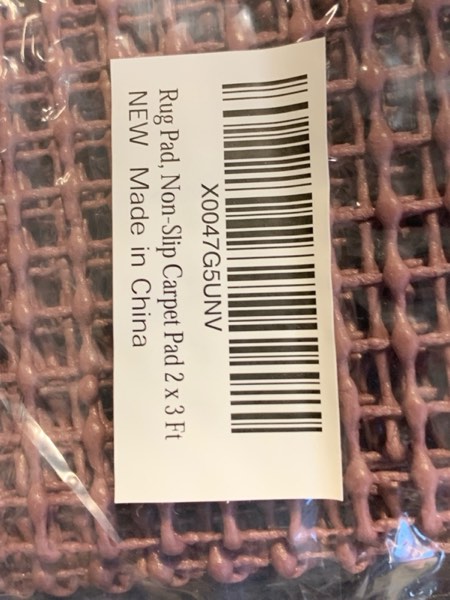 X0047G5UNV
Rug Pad, Non-Slip Carpet Pad 2 x 3 Ft
NEW Made in China